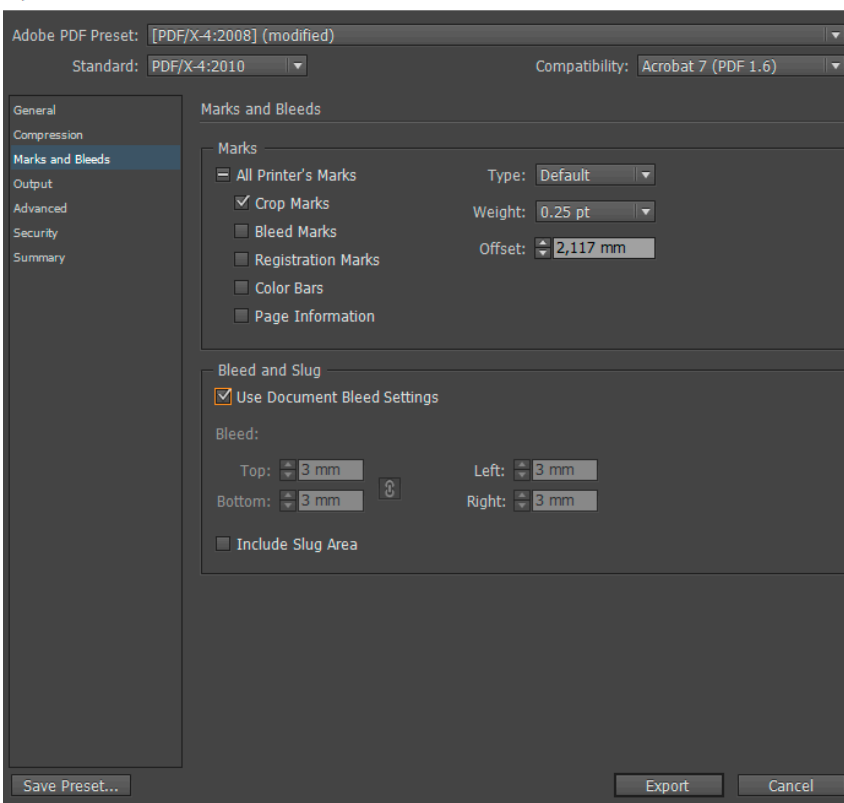 Adobe PDF Preset: [PDF/X-4:2008] (modified)
Standard: PDF/X-4:2010 Compatibility: Acrobat 7 (PDF 1.6)
General
Compression
Marks and Bleeds
Output
Advanced
Security
Summary
Marks and Bleeds
Marks
All Printer's Marks
Crop Marks
Bleed Marks
Registration Marks
Color Bars
Page Information
Type: Default
Weight: 0.25 pt
Offset: 2,117 mm
Bleed and Slug
Use Document Bleed Settings
Bleed:
Top: 3 mm Left: 3 mm
Bottom: 3 mm Right: 3 mm
Include Slug Area
Save Preset... Export Cancel